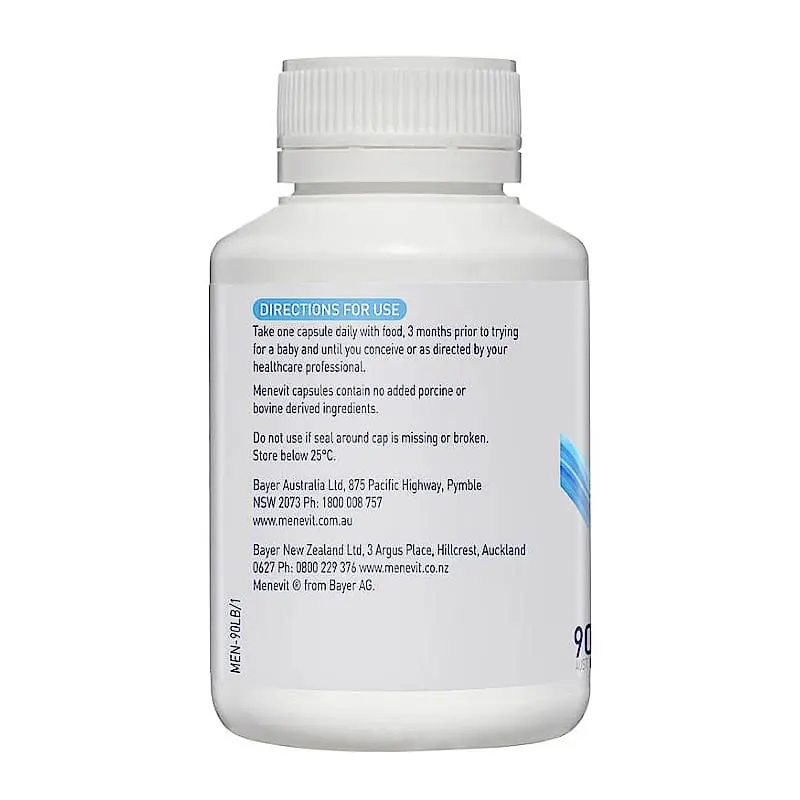 DIRECTIONS FOR USE
Take one capsule daily with food, 3 months prior to trying
for a baby and until you conceive or as directed by your
healthcare professional.
Menevit capsules contain no added porcine or
bovine derived ingredients.
Do not use if seal around cap is missing or broken.
Store below 25°C.
Bayer Australia Ltd, 875 Pacific Highway, Pymble
NSW 2073 Ph: 1800 008 757
www.menevit.com.au
Bayer New Zealand Ltd, 3 Argus Place, Hillcrest, Auckland
0627 Ph: 0800 229 376 www.menevit.co.nz
Menevit ® from Bayer AG.
MEN-90LB/1
90